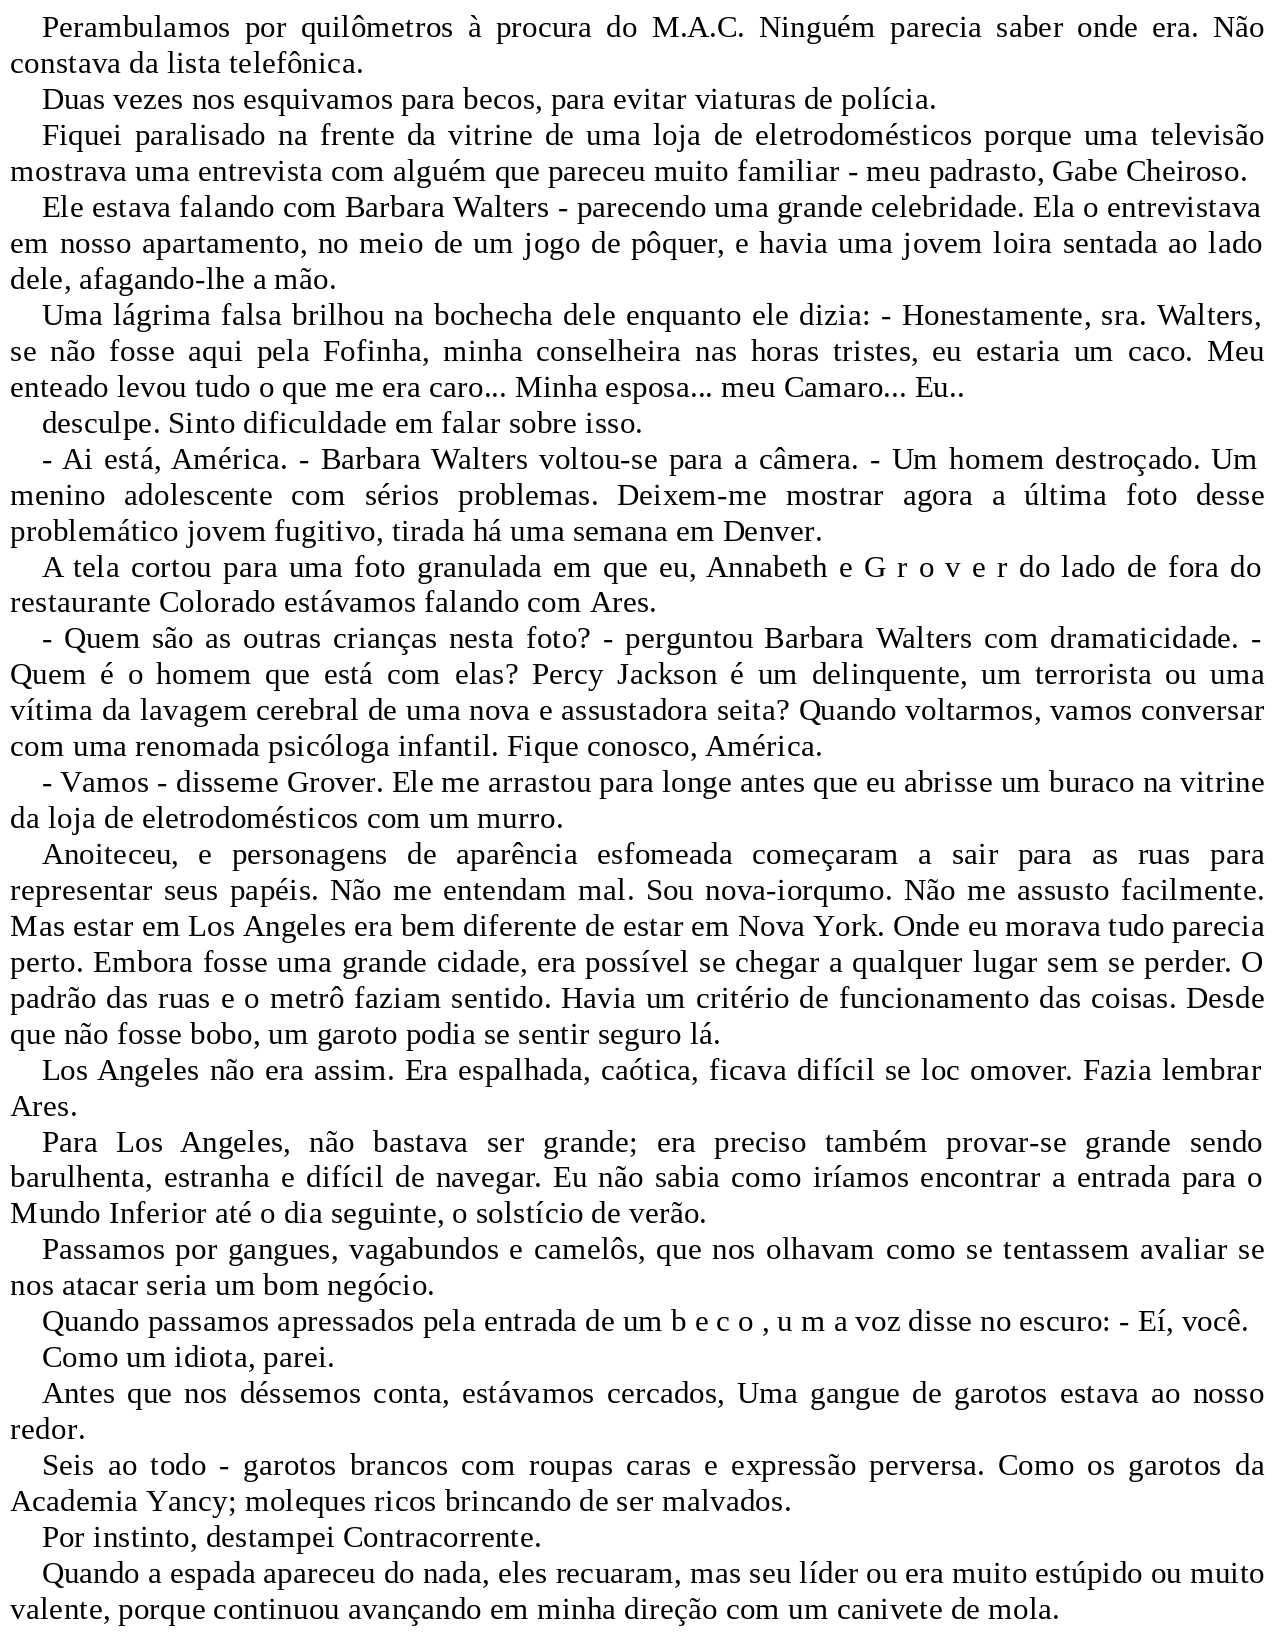 Perambulamos por quilômetros à procura do M.A.C. Ninguém parecia saber onde era. Não
constava da lista telefônica.
Duas vezes nos esquivamos para becos, para evitar viaturas de polícia.
Fiquei paralisado na frente da vitrine de uma loja de eletrodomésticos porque uma televisão
mostrava uma entrevista com alguém que pareceu muito familiar - meu padrasto, Gabe Cheiroso.
Ele estava falando com Barbara Walters - parecendo uma grande celebridade. Ela o entrevistava
em nosso apartamento, no meio de um jogo de pôquer, e havia uma jovem loira sentada ao lado
dele, afagando-lhe a mão.
Uma lágrima falsa brilhou na bochecha dele enquanto ele dizia: - Honestamente, sra. Walters,
se não fosse aqui pela Fofinha, minha conselheira nas horas tristes, eu estaria um caco. Meu
enteado levou tudo o que me era caro... Minha esposa... meu Camaro... Eu..
desculpe. Sinto dificuldade em falar sobre isso.
- Ai está, América. - Barbara Walters voltou-se para a câmera. - Um homem destroçado. Um
menino adolescente com sérios problemas. Deixem-me mostrar agora a última foto desse
problemático jovem fugitivo, tirada há uma semana em Denver.
A tela cortou para uma foto granulada em que eu, Annabeth e G r o v e r do lado de fora do
restaurante Colorado estávamos falando com Ares.
- Quem são as outras crianças nesta foto? - perguntou Barbara Walters com dramaticidade. -
Quem é o homem que está com elas? Percy Jackson é um delinquente, um terrorista ou uma
vítima da lavagem cerebral de uma nova e assustadora seita? Quando voltarmos, vamos conversar
com uma renomada psicóloga infantil. Fique conosco, América.
- Vamos - disseme Grover. Ele me arrastou para longe antes que eu abrisse um buraco na vitrine
da loja de eletrodomésticos com um murro.
Anoiteceu, e personagens de aparência esfomeada começaram a sair para as ruas para
representar seus papéis. Não me entendam mal. Sou nova-iorqumo. Não me assusto facilmente.
Mas estar em Los Angeles era bem diferente de estar em Nova York. Onde eu morava tudo parecia
perto. Embora fosse uma grande cidade, era possível se chegar a qualquer lugar sem se perder. O
padrão das ruas e o metrô faziam sentido. Havia um critério de funcionamento das coisas. Desde
que não fosse bobo, um garoto podia se sentir seguro lá.
Los Angeles não era assim. Era espalhada, caótica, ficava difícil se loc omover. Fazia lembrar
Ares.
Para Los Angeles, não bastava ser grande; era preciso também provar-se grande sendo
barulhenta, estranha e difícil de navegar. Eu não sabia como iríamos encontrar a entrada para o
Mundo Inferior até o dia seguinte, o solstício de verão.
Passamos por gangues, vagabundos e camelôs, que nos olhavam como se tentassem avaliar se
nos atacar seria um bom negócio.
Quando passamos apressados pela entrada de um b e c o , u m a voz disse no escuro: - Eí, você.
Como um idiota, parei.
Antes que nos déssemos conta, estávamos cercados, Uma gangue de garotos estava ao nosso
redor.
Seis ao todo - garotos brancos com roupas caras e expressão perversa. Como os garotos da
Academia Yancy; moleques ricos brincando de ser malvados.
Por instinto, destampei Contracorrente.
Quando a espada apareceu do nada, eles recuaram, mas seu líder ou era muito estúpido ou muito
valente, porque continuou avançando em minha direção com um canivete de mola.